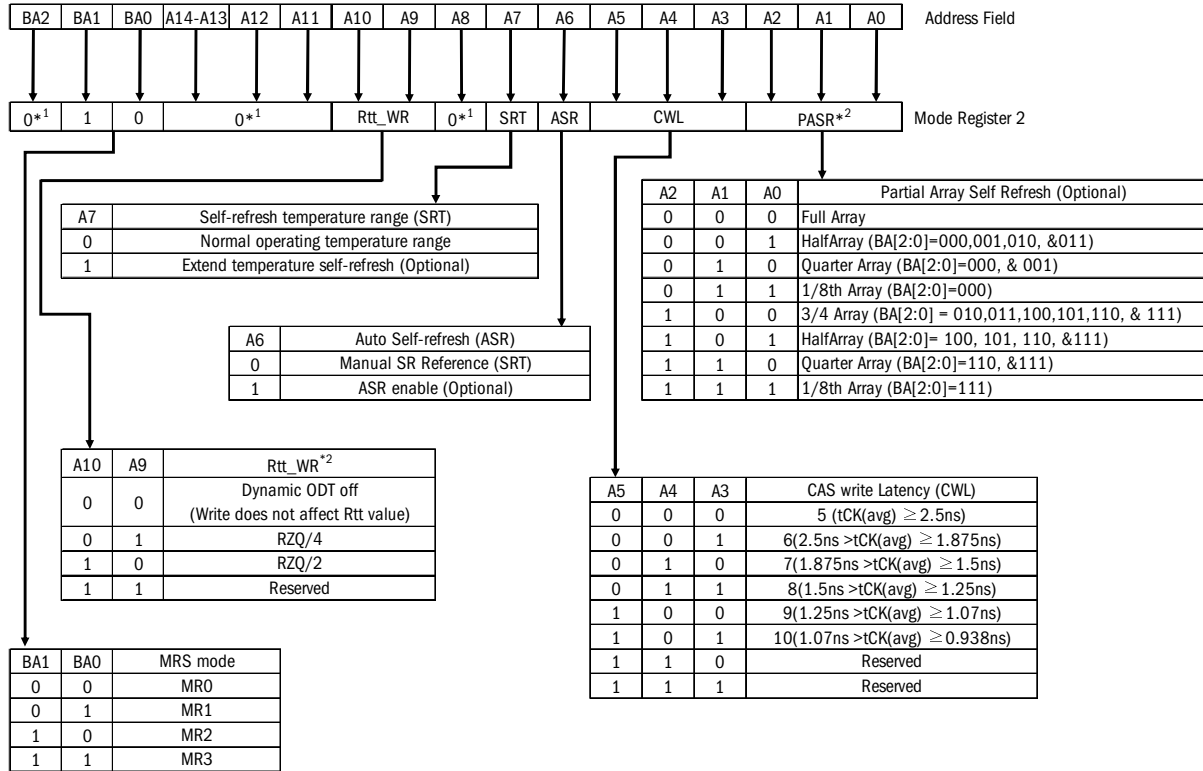 BA2 BA1 BA0 A14-A13 A12 A11 A10 A9 A8 A7 A6 A5 A4 A3 A2 A1 A0 Address Field
0*1 1 0 0*1 Rtt_WR 0*1 SRT ASR CWL PASR*2 Mode Register 2
A7 Self-refresh temperature range (SRT)
0 Normal operating temperature range
1 Extend temperature self-refresh (Optional)
A2 A1 A0 Partial Array Self Refresh (Optional)
0 0 0 Full Array
0 0 1 HalfArray (BA[2:0]=000,001,010, &011)
0 1 0 Quarter Array (BA[2:0]=000, & 001)
0 1 1 1/8th Array (BA[2:0]=000)
1 0 0 3/4 Array (BA[2:0] = 010,011,100,101,110, & 111)
1 0 1 HalfArray (BA[2:0]= 100, 101, 110, &111)
1 1 0 Quarter Array (BA[2:0]=110, &111)
1 1 1 1/8th Array (BA[2:0]=111)
A6 Auto Self-refresh (ASR)
0 Manual SR Reference (SRT)
1 ASR enable (Optional)
A10 A9 Rtt_WR*2
0 0 Dynamic ODT off
(Write does not affect Rtt value)
0 1 RZQ/4
1 0 RZQ/2
1 1 Reserved
A5 A4 A3 CAS write Latency (CWL)
0 0 0 5 (tCK(avg) ≧2.5ns)
0 0 1 6(2.5ns >tCK(avg) ≧1.875ns)
0 1 0 7(1.875ns >tCK(avg) ≧1.5ns)
0 1 1 8(1.5ns >tCK(avg) ≧1.25ns)
1 0 0 9(1.25ns >tCK(avg) ≧1.07ns)
1 0 1 10(1.07ns >tCK(avg) ≧0.938ns)
1 1 0 Reserved
1 1 1 Reserved
BA1 BA0 MRS mode
0 0 MR0
0 1 MR1
1 0 MR2
1 1 MR3